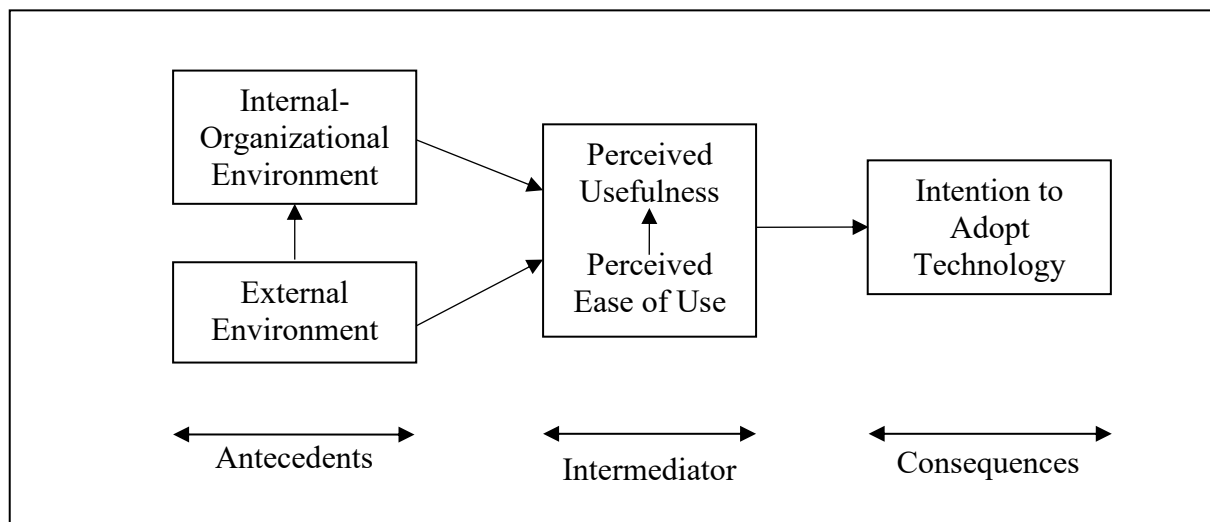 Internal-
Organizational
Environment
External
Environment
Perceived
Usefulness
Perceived
Ease of Use
Intention to
Adopt
Technology
Antecedents
Intermediator
Consequences